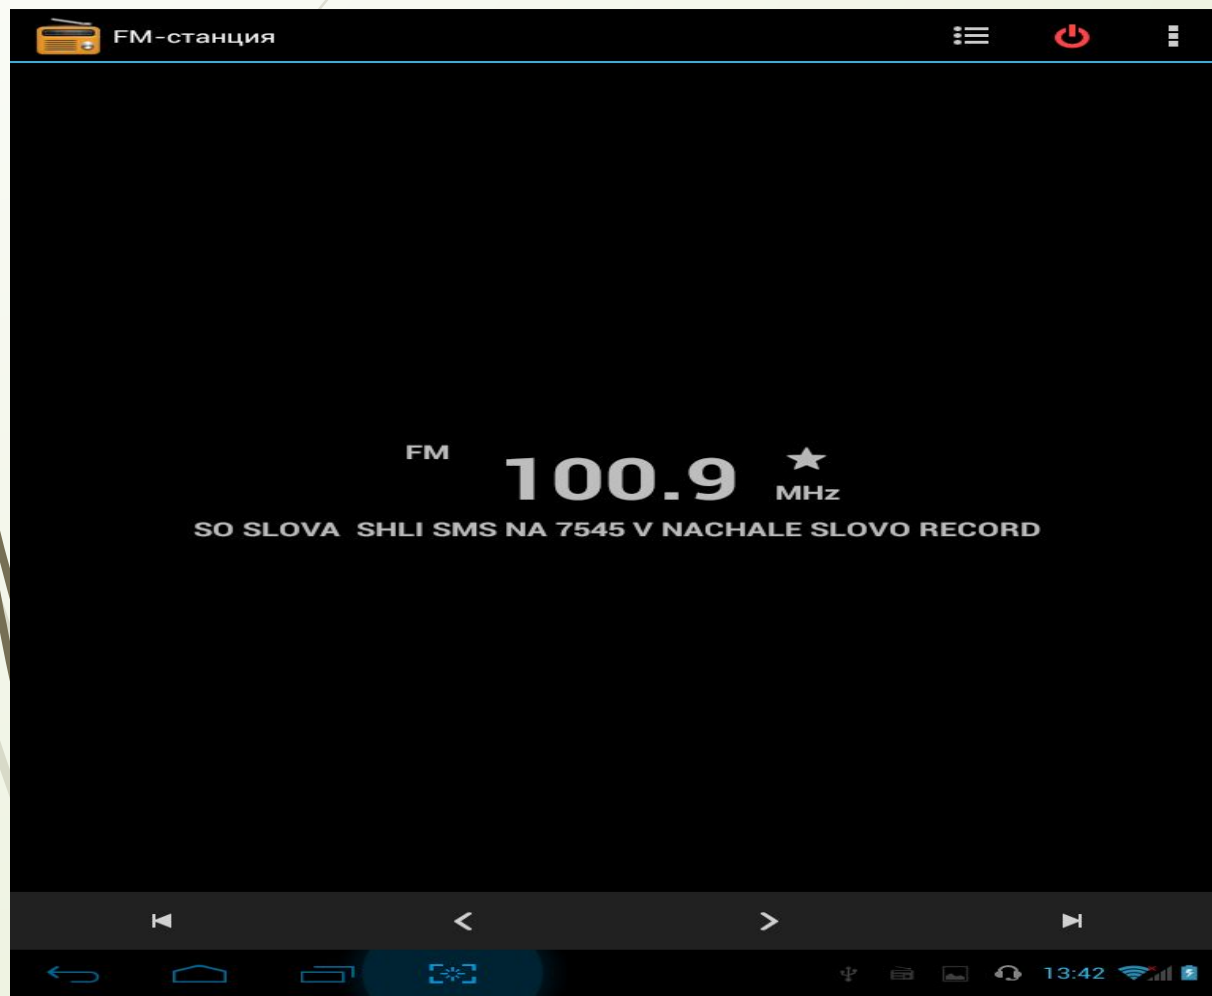 FM-станция
FM
100.9
MHz
SO SLOVA  SHLI SMS NA 7545 V NACHALE SLOVO RECORD
13:42